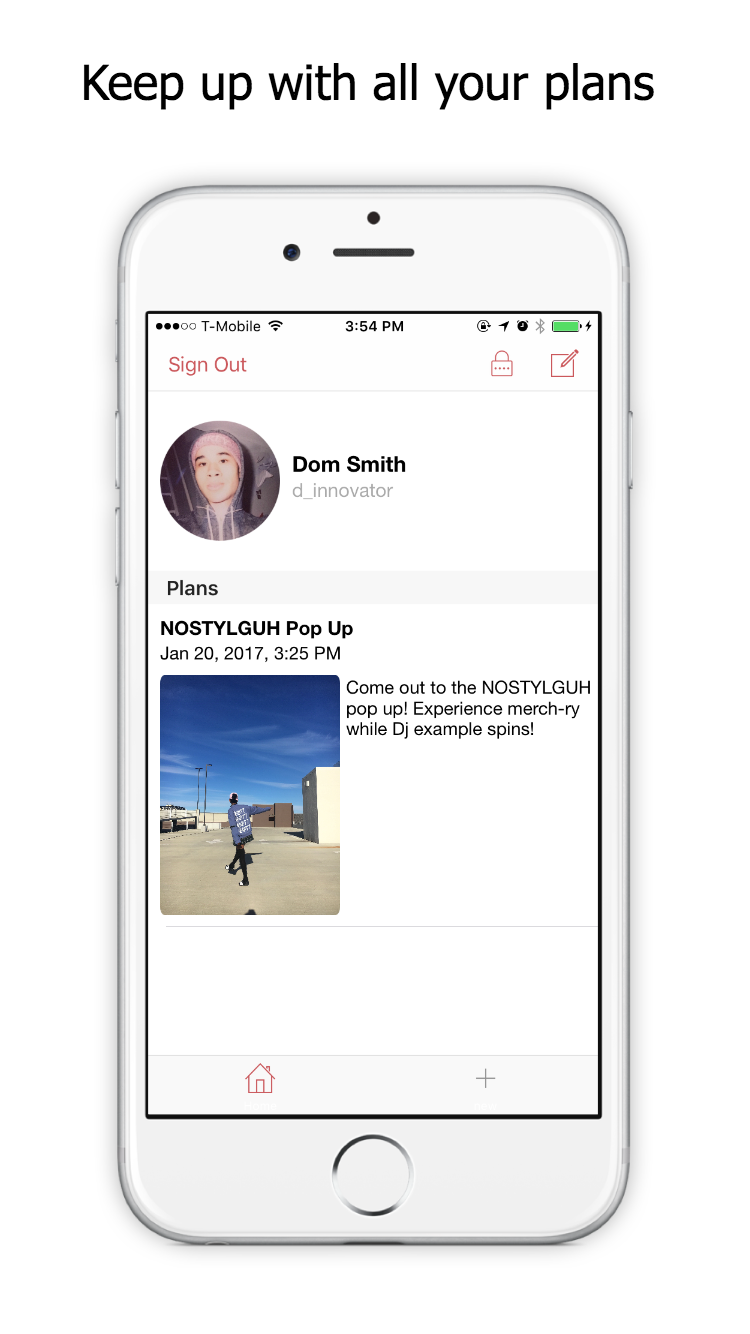 Keep up with all your plans
T-Mobile 3:54 PM
Sign Out
Dom Smith
d_innovator
Plans
NOSTYLGUH Pop Up
Jan 20, 2017, 3:25 PM
Come out to the NOSTYLGUH
pop up! Experience merch-ry
while Dj example spins!